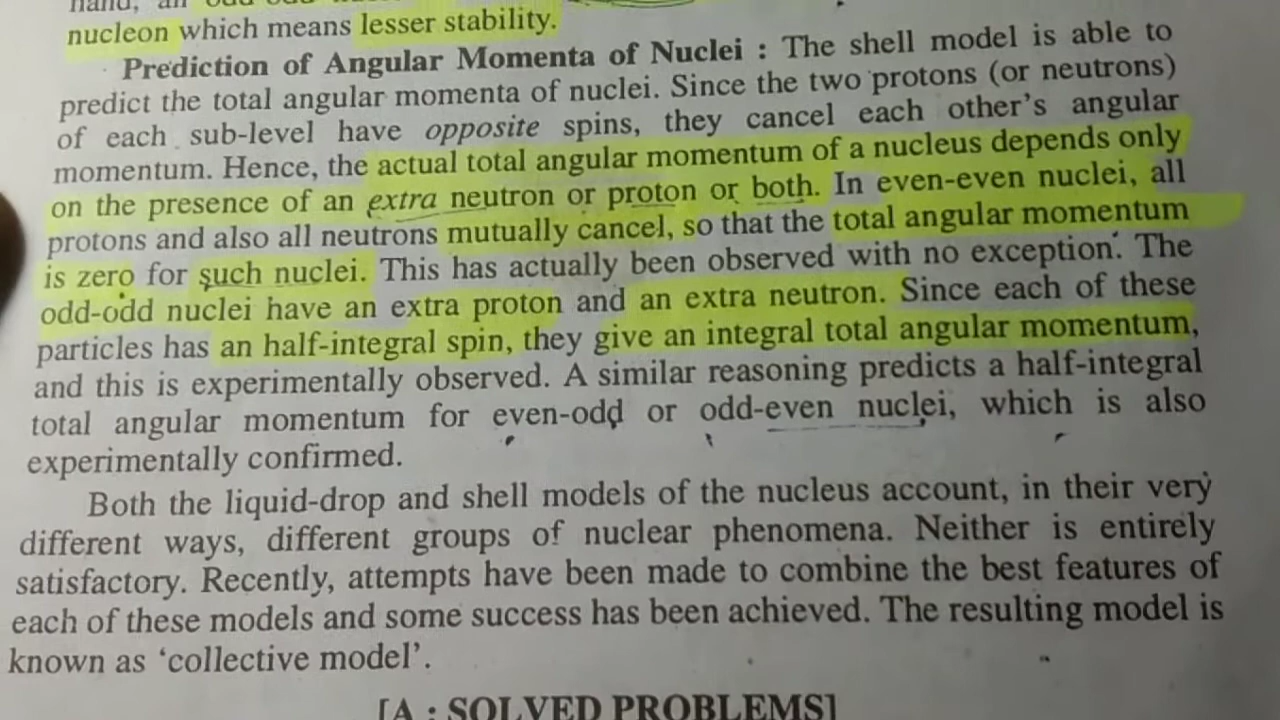 nucleon which means lesser stability.
Prediction of Angular Momenta of Nuclei : The shell model is able to
predict the total angular momenta of nuclei. Since the two protons (or neutrons)
of each sub-level have opposite spins, they cancel each other's angular
momentum. Hence, the actual total angular momentum of a nucleus depends only
on the presence of an extra neutron or proton or both. In even-even nuclei, all
protons and also all neutrons mutually cancel, so that the total angular momentum
is zero for such nuclei. This has actually been observed with no exception. The
odd-odd nuclei have an extra proton and an extra neutron. Since each of these
particles has an half-integral spin, they give an integral total angular momentum,
and this is experimentally observed. A similar reasoning predicts a half-integral
total angular momentum for even-odd or odd-even nuclei, which is also
experimentally confirmed.
Both the liquid-drop and shell models of the nucleus account, in their very
different ways, different groups of nuclear phenomena. Neither is entirely
satisfactory. Recently, attempts have been made to combine the best features of
each of these models and some success has been achieved. The resulting model is
known as 'collective model'.
[A : SOLVED PROBLEMS]